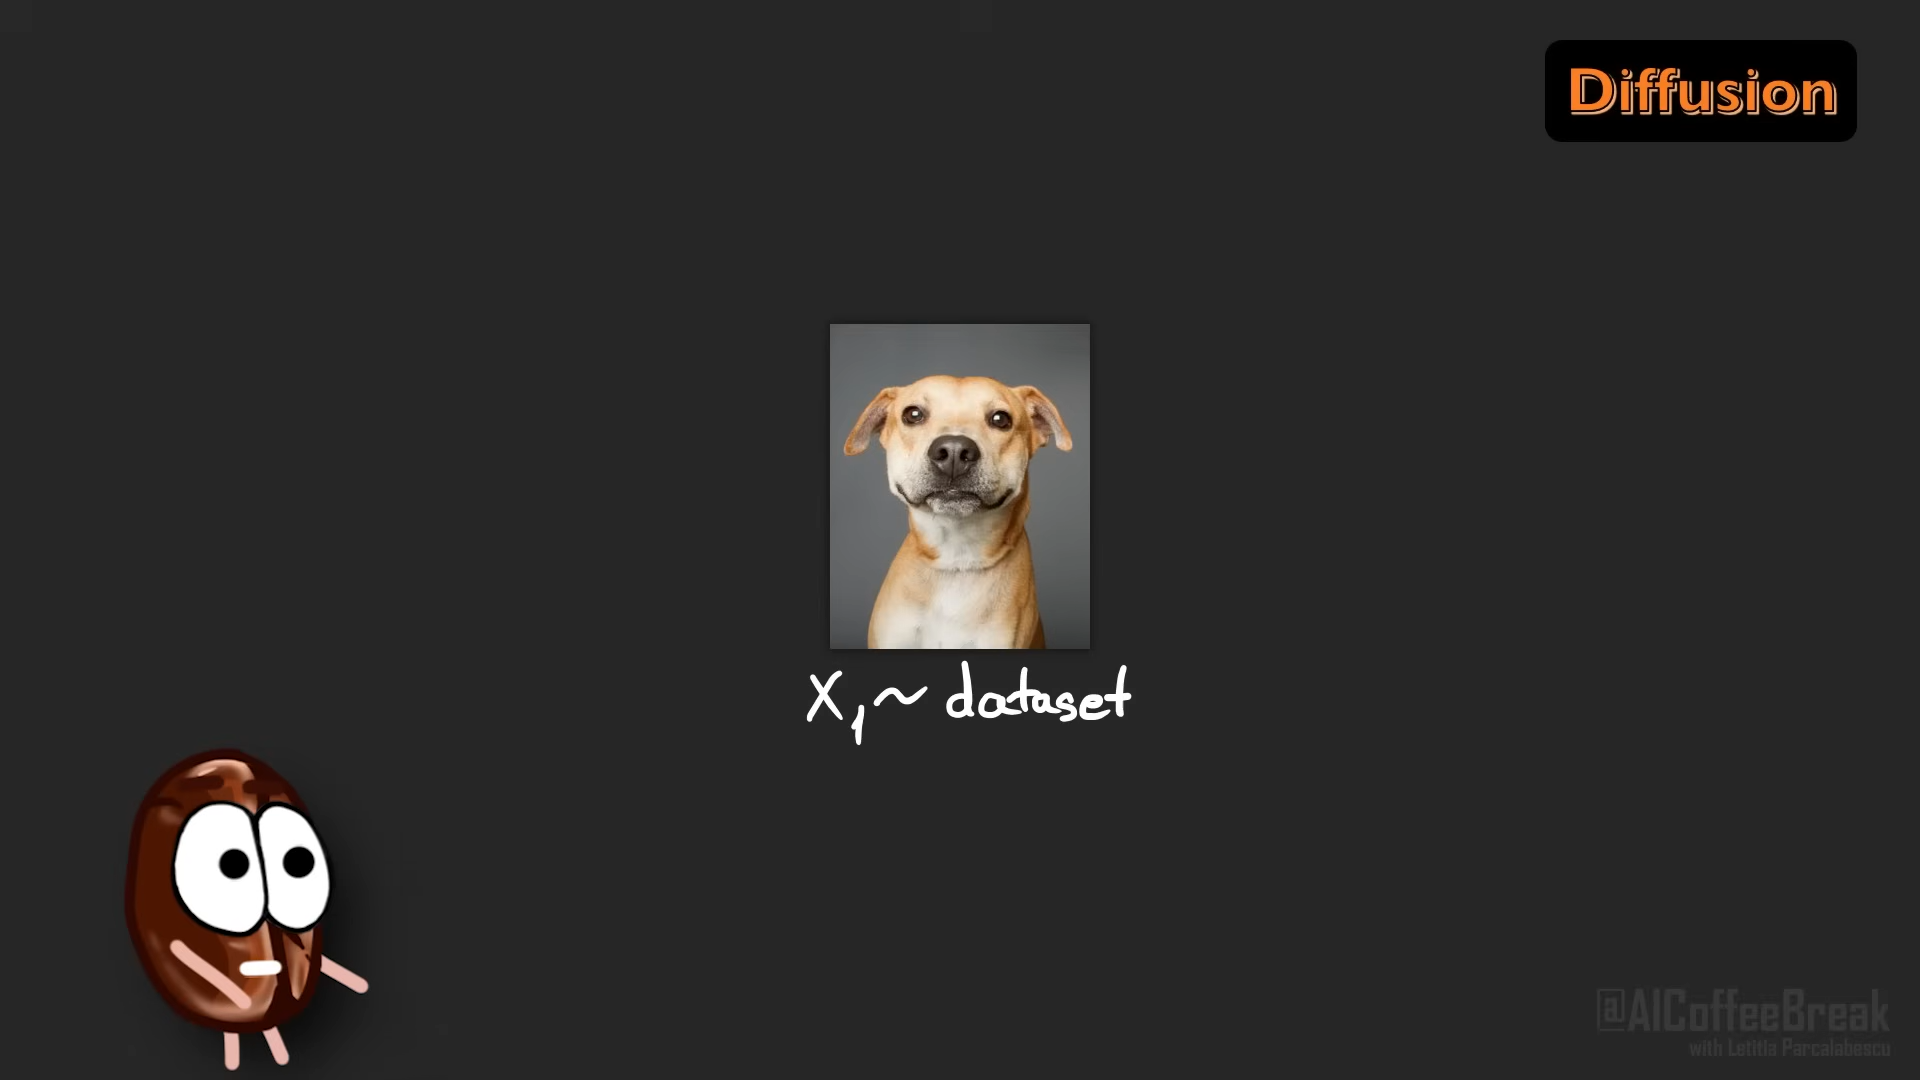 Diffusion
X₁ ~ dataset
@AICoffeeBreak
with Letitia Parcalabescu